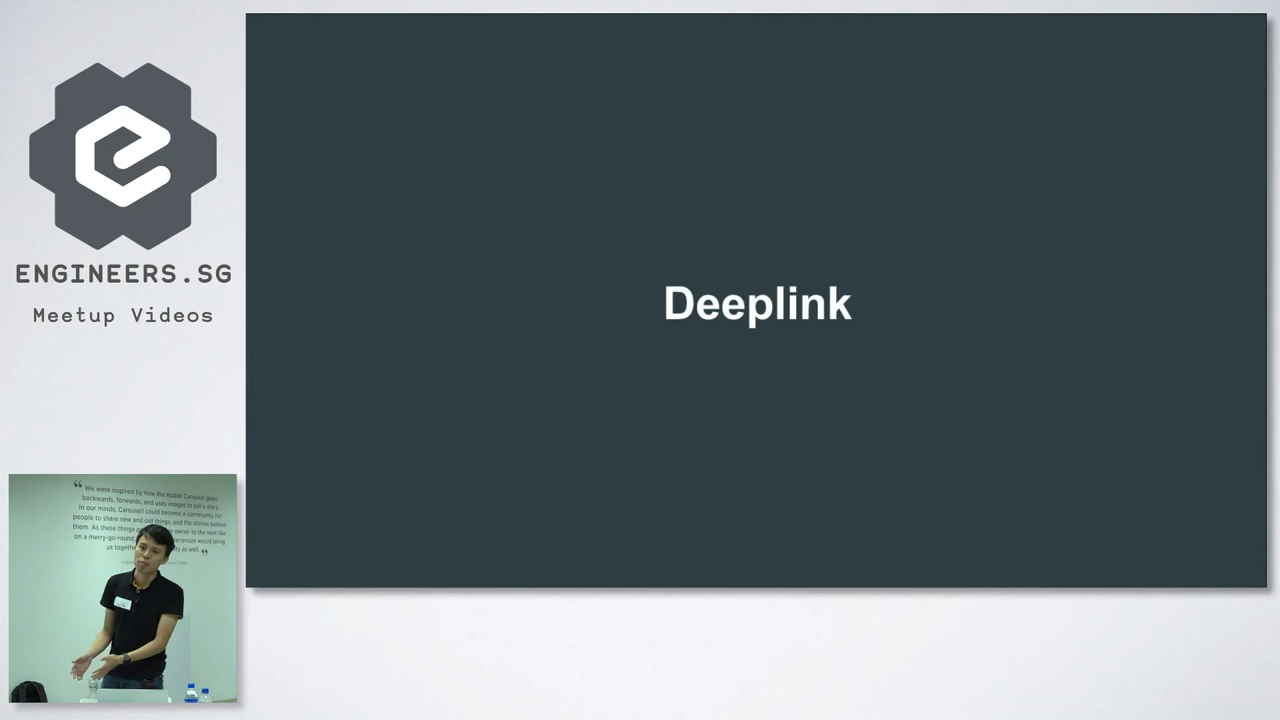 ENGINEERS.SG
Meetup Videos
Deeplink
“ We were inspired by how the Kodak Carousel goes
backwards, forwards, and uses images to tell a story.
In our minds, Carousell could become a community for
people to share new and old things, and the stories behind
them. As these things owner to the next like
on a merry-go-round, would bring
us together as well. ”